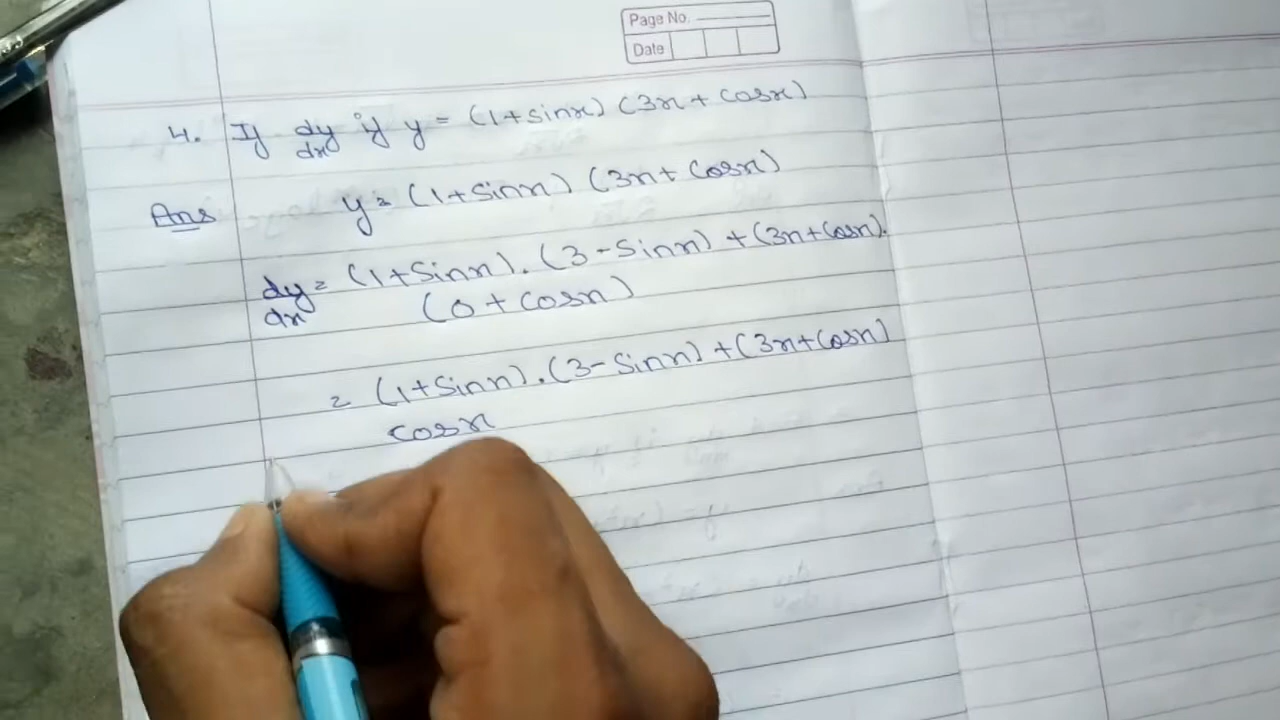 Page No.
Date
4. If dy/dx if y = (1+sinx) (3x + cosx)
Ans y = (1+sinx) (3x + cosx)
dy/dx = (1+sinx).(3-sinx) + (3x+cosx).
(0 + cosx)
= (1+sinx).(3-sinx) + (3x+cosx)
cosx